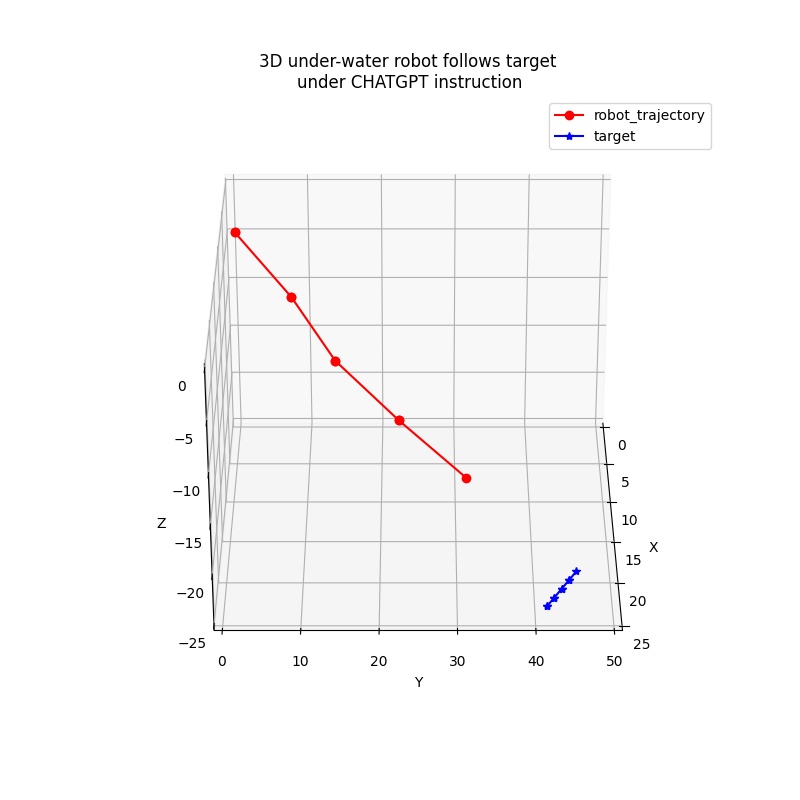 3D under-water robot follows target
under CHATGPT instruction
robot_trajectory
target
0
−5
−10
−15
−20
−25
Z
0
5
10
15
20
25
X
0
10
20
30
40
50
Y